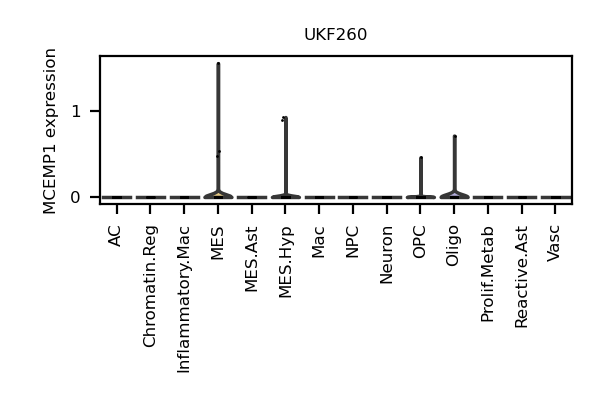 UKF260
MCEMP1 expression
1
0
AC
Chromatin.Reg
Inflammatory.Mac
MES
MES.Ast
MES.Hyp
Mac
NPC
Neuron
OPC
Oligo
Prolif.Metab
Reactive.Ast
Vasc